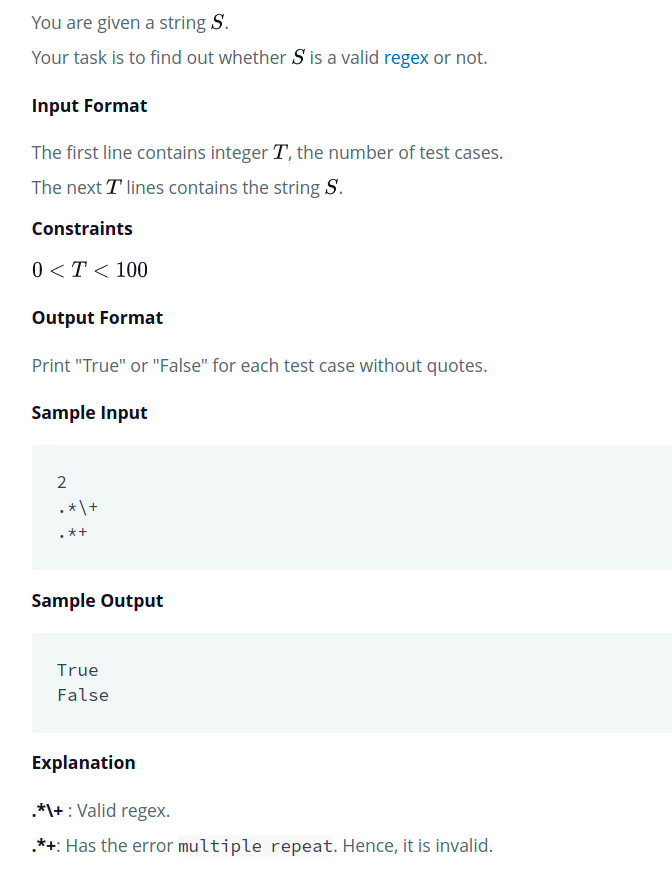 You are given a string S.
Your task is to find out whether S is a valid regex or not.
Input Format
The first line contains integer T, the number of test cases.
The next T lines contains the string S.
Constraints
0 < T < 100
Output Format
Print "True" or "False" for each test case without quotes.
Sample Input
2
.*\+
.*+
Sample Output
True
False
Explanation
.*\+ : Valid regex.
.*+: Has the error multiple repeat. Hence, it is invalid.